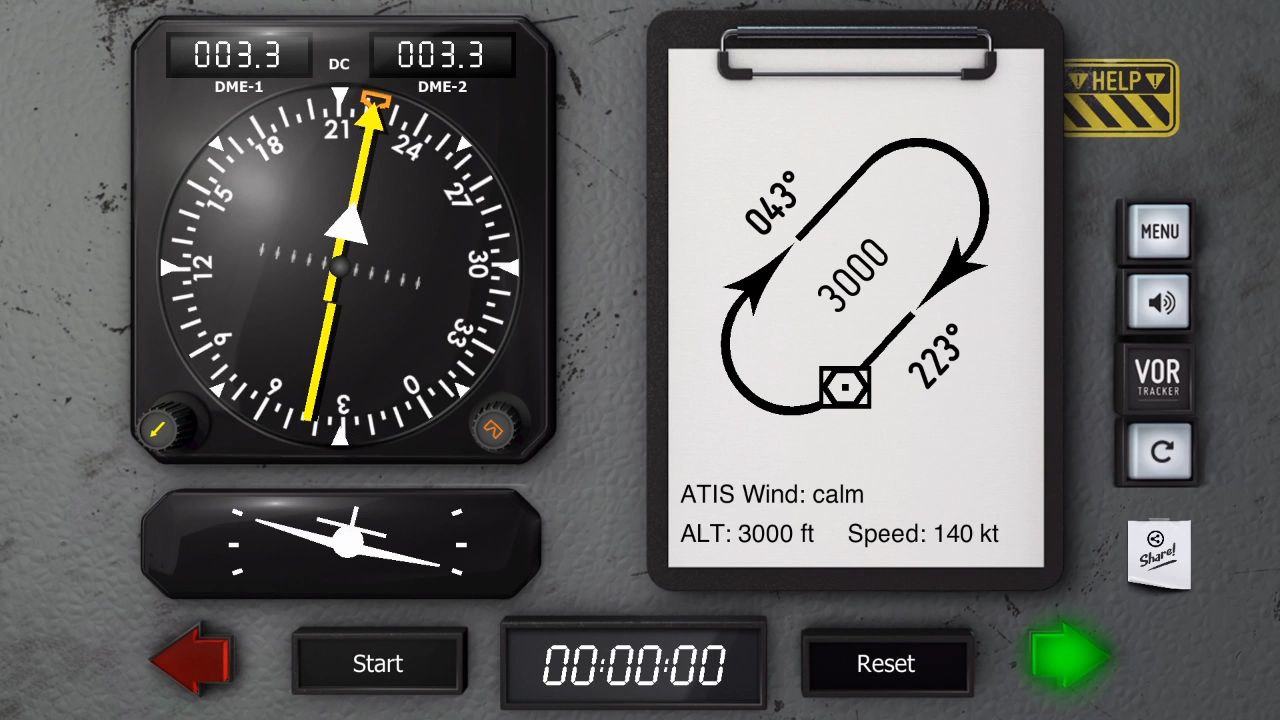 003.3
DC
003.3
DME-1
DME-2
21
24
27
30
33
0
3
6
9
12
15
18
043°
3000
223°
ATIS Wind: calm
ALT: 3000 ft Speed: 140 kt
HELP
MENU
VOR
TRACKER
Share!
Start
00:00:00
Reset